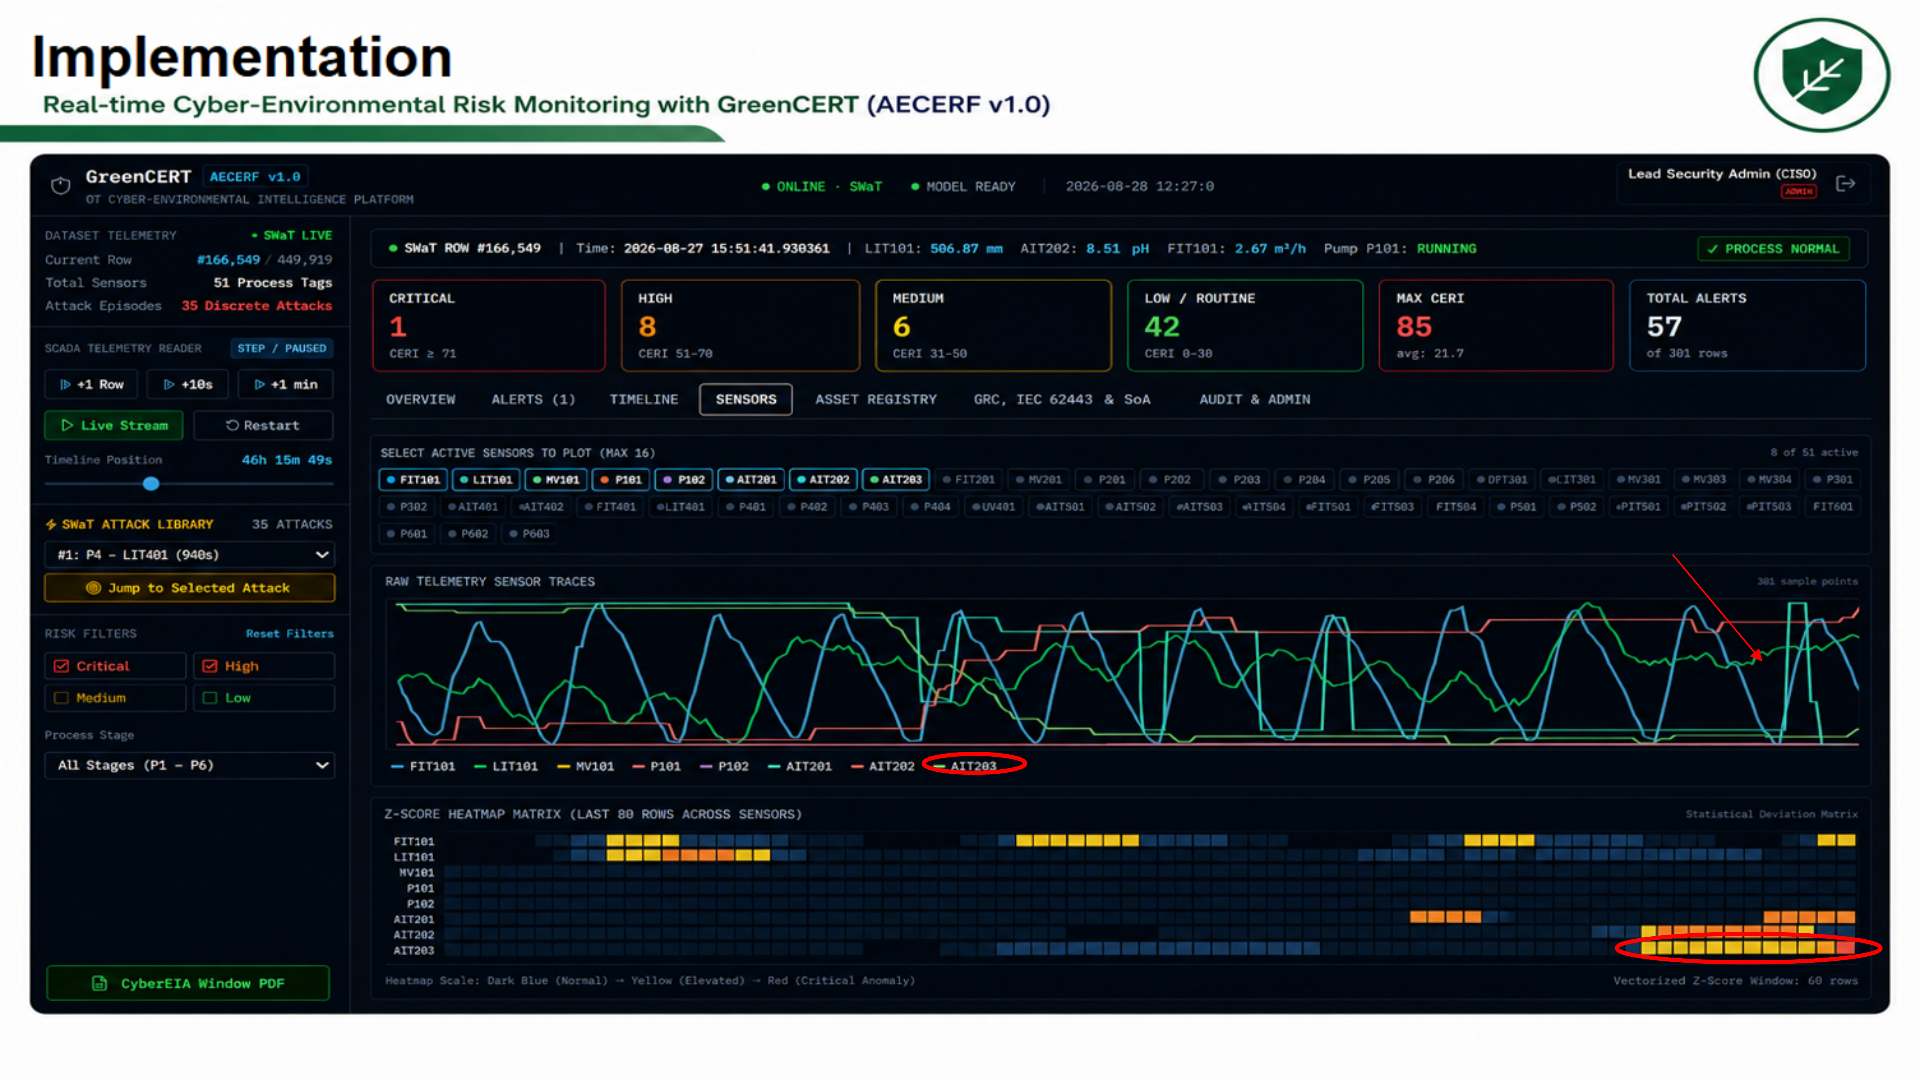 Implementation
Real-time Cyber-Environmental Risk Monitoring with GreenCERT (AECERF v1.0)
GreenCERT AECERF v1.0
OT CYBER-ENVIRONMENTAL INTELLIGENCE PLATFORM
ONLINE · SWaT MODEL READY 2026-08-28 12:27:0
Lead Security Admin (CISO)
ADMIN
DATASET TELEMETRY • SWaT LIVE
Current Row #166,549 / 449,919
Total Sensors 51 Process Tags
Attack Episodes 35 Discrete Attacks
SCADA TELEMETRY READER STEP / PAUSED
+1 Row +10s +1 min
Live Stream Restart
Timeline Position 46h 15m 49s
SWaT ATTACK LIBRARY 35 ATTACKS
#1: P4 – LIT401 (940s)
Jump to Selected Attack
RISK FILTERS Reset Filters
Critical High
Medium Low
Process Stage
All Stages (P1 – P6)
CyberEIA Window PDF
SWaT ROW #166,549 | Time: 2026-08-27 15:51:41.930361 | LIT101: 506.87 mm AIT202: 8.51 pH FIT101: 2.67 m³/h Pump P101: RUNNING
✓ PROCESS NORMAL
CRITICAL
1
CERI ≥ 71
HIGH
8
CERI 51–70
MEDIUM
6
CERI 31–50
LOW / ROUTINE
42
CERI 0–30
MAX CERI
85
avg: 21.7
TOTAL ALERTS
57
of 301 rows
OVERVIEW ALERTS (1) TIMELINE SENSORS ASSET REGISTRY GRC, IEC 62443 & SoA AUDIT & ADMIN
SELECT ACTIVE SENSORS TO PLOT (MAX 16) 8 of 51 active
FIT101 LIT101 MV101 P101 P102 AIT201 AIT202 AIT203 FIT201 MV201 P201 P202 P203 P204 P205 P206 DPT301 LIT301 MV301 MV303 MV304 P301
P302 AIT401 AIT402 FIT401 LIT401 P401 P402 P403 P404 UV401 AIT501 AIT502 AIT503 AIT504 FIT501 FIT503 FIT504 P501 P502 PIT501 PIT502 PIT503 FIT601
P601 P602 P603
RAW TELEMETRY SENSOR TRACES 301 sample points
FIT101 LIT101 MV101 P101 P102 AIT201 AIT202 AIT203
Z-SCORE HEATMAP MATRIX (LAST 80 ROWS ACROSS SENSORS) Statistical Deviation Matrix
FIT101
LIT101
MV101
P101
P102
AIT201
AIT202
AIT203
Heatmap Scale: Dark Blue (Normal) → Yellow (Elevated) → Red (Critical Anomaly) Vectorized Z-Score Window: 60 rows